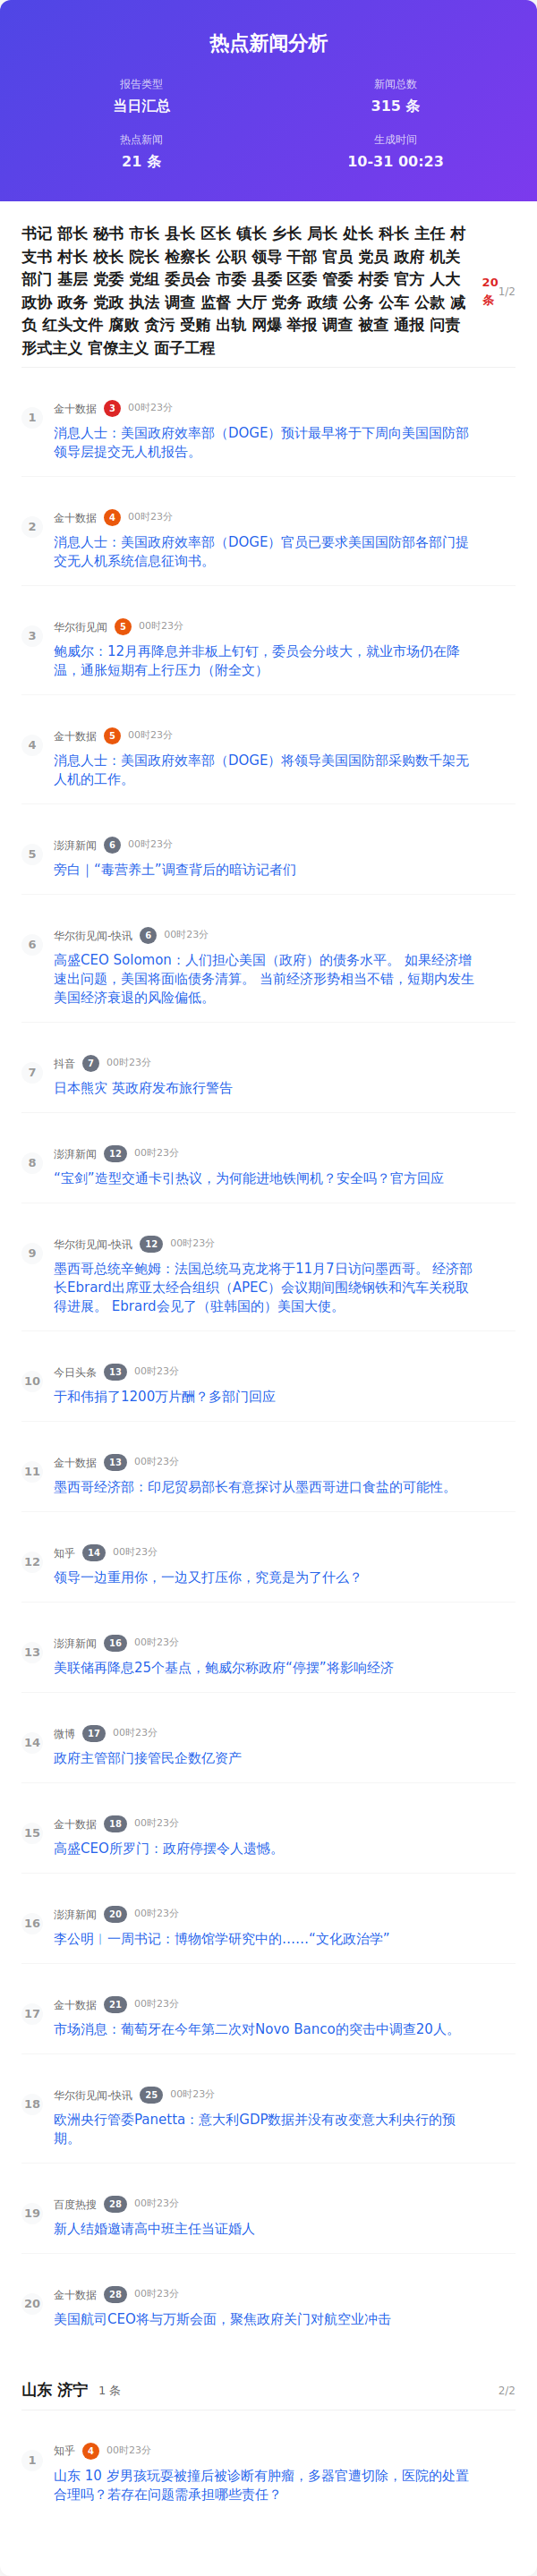 热点新闻分析
报告类型
当日汇总
新闻总数
315 条
热点新闻
21 条
生成时间
10-31 00:23
书记 部长 秘书 市长 县长 区长 镇长 乡长 局长 处长 科长 主任 村
支书 村长 校长 院长 检察长 公职 领导 干部 官员 党员 政府 机关
部门 基层 党委 党组 委员会 市委 县委 区委 管委 村委 官方 人大
政协 政务 党政 执法 调查 监督 大厅 党务 政绩 公务 公车 公款 减
负 红头文件 腐败 贪污 受贿 出轨 网爆 举报 调查 被查 通报 问责
形式主义 官僚主义 面子工程
20
条
1/2
1
金十数据 3 00时23分
消息人士：美国政府效率部（DOGE）预计最早将于下周向美国国防部
领导层提交无人机报告。
2
金十数据 4 00时23分
消息人士：美国政府效率部（DOGE）官员已要求美国国防部各部门提
交无人机系统信息征询书。
3
华尔街见闻 5 00时23分
鲍威尔：12月再降息并非板上钉钉，委员会分歧大，就业市场仍在降
温，通胀短期有上行压力（附全文）
4
金十数据 5 00时23分
消息人士：美国政府效率部（DOGE）将领导美国国防部采购数千架无
人机的工作。
5
澎湃新闻 6 00时23分
旁白｜“毒营养土”调查背后的暗访记者们
6
华尔街见闻-快讯 6 00时23分
高盛CEO Solomon：人们担心美国（政府）的债务水平。 如果经济增
速出问题，美国将面临债务清算。 当前经济形势相当不错，短期内发生
美国经济衰退的风险偏低。
7
抖音 7 00时23分
日本熊灾 英政府发布旅行警告
8
澎湃新闻 12 00时23分
“宝剑”造型交通卡引热议，为何能进地铁闸机？安全吗？官方回应
9
华尔街见闻-快讯 12 00时23分
墨西哥总统辛鲍姆：法国总统马克龙将于11月7日访问墨西哥。 经济部
长Ebrard出席亚太经合组织（APEC）会议期间围绕钢铁和汽车关税取
得进展。 Ebrard会见了（驻韩国的）美国大使。
10
今日头条 13 00时23分
于和伟捐了1200万片酬？多部门回应
11
金十数据 13 00时23分
墨西哥经济部：印尼贸易部长有意探讨从墨西哥进口食盐的可能性。
12
知乎 14 00时23分
领导一边重用你，一边又打压你，究竟是为了什么？
13
澎湃新闻 16 00时23分
美联储再降息25个基点，鲍威尔称政府“停摆”将影响经济
14
微博 17 00时23分
政府主管部门接管民企数亿资产
15
金十数据 18 00时23分
高盛CEO所罗门：政府停摆令人遗憾。
16
澎湃新闻 20 00时23分
李公明︱一周书记：博物馆学研究中的……“文化政治学”
17
金十数据 21 00时23分
市场消息：葡萄牙在今年第二次对Novo Banco的突击中调查20人。
18
华尔街见闻-快讯 25 00时23分
欧洲央行管委Panetta：意大利GDP数据并没有改变意大利央行的预
期。
19
百度热搜 28 00时23分
新人结婚邀请高中班主任当证婚人
20
金十数据 28 00时23分
美国航司CEO将与万斯会面，聚焦政府关门对航空业冲击
山东 济宁 1 条
2/2
1
知乎 4 00时23分
山东 10 岁男孩玩耍被撞后被诊断有肿瘤，多器官遭切除，医院的处置
合理吗？若存在问题需承担哪些责任？